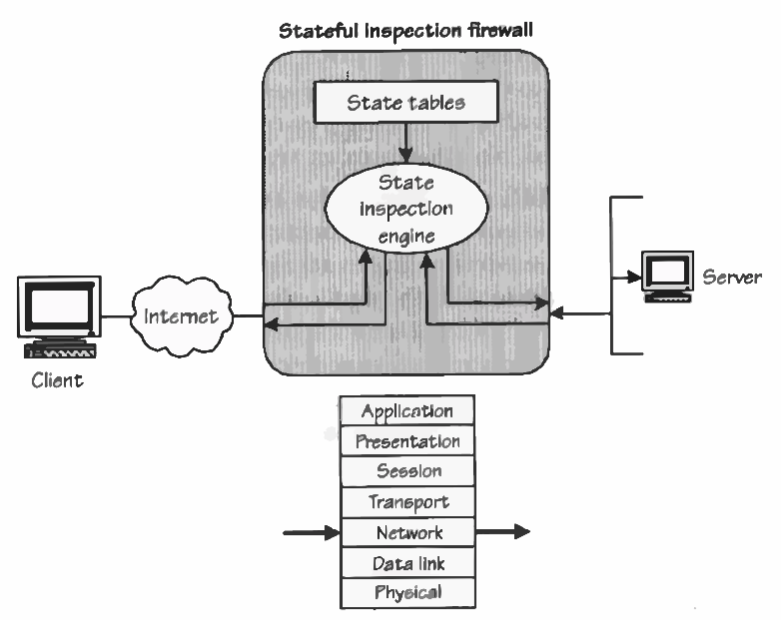 Stateful inspection firewall
State tables
State
inspection
engine
Internet
Client
Server
Application
Presentation
Session
Transport
Network
Data link
Physical